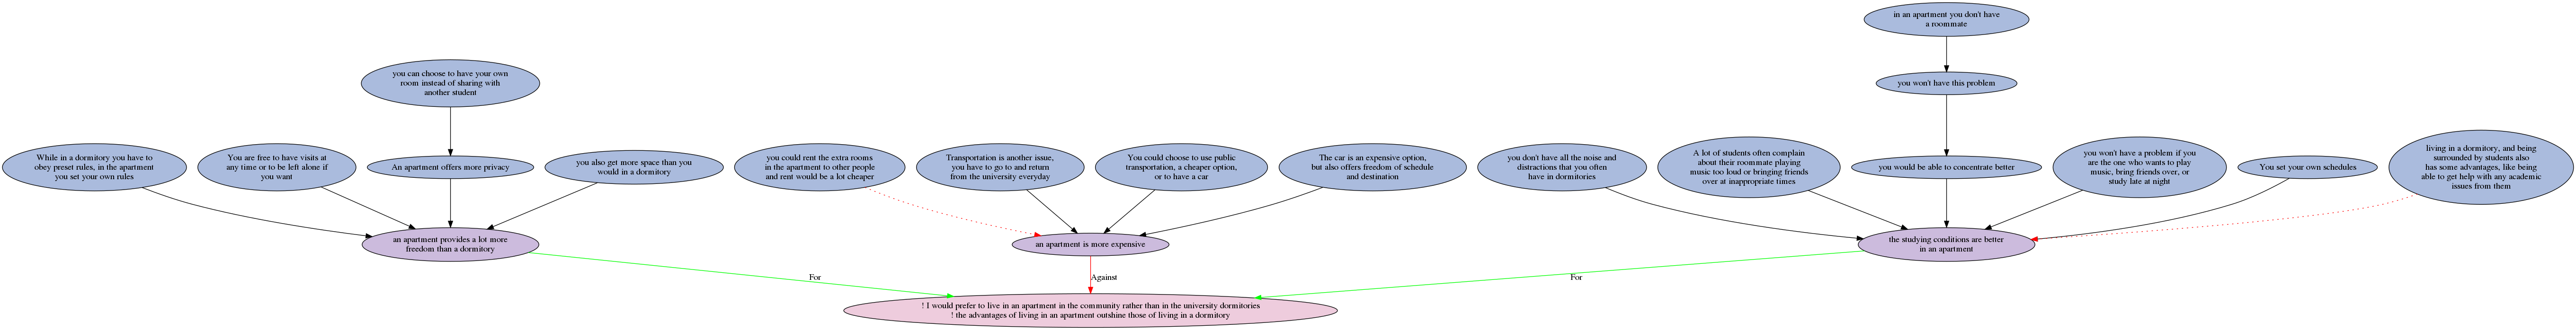 in an apartment you don't have
a roommate
you can choose to have your own
room instead of sharing with
another student
you won't have this problem
While in a dormitory you have to
obey preset rules, in the apartment
you set your own rules
You are free to have visits at
any time or to be left alone if
you want
An apartment offers more privacy
you also get more space than you
would in a dormitory
you could rent the extra rooms
in the apartment to other people
and rent would be a lot cheaper
Transportation is another issue,
you have to go to and return
from the university everyday
You could choose to use public
transportation, a cheaper option,
or to have a car
The car is an expensive option,
but also offers freedom of schedule
and destination
you don't have all the noise and
distractions that you often
have in dormitories
A lot of students often complain
about their roommate playing
music too loud or bringing friends
over at inappropriate times
you would be able to concentrate better
you won't have a problem if you
are the one who wants to play
music, bring friends over, or
study late at night
You set your own schedules
living in a dormitory, and being
surrounded by students also
has some advantages, like being
able to get help with any academic
issues from them
an apartment provides a lot more
freedom than a dormitory
an apartment is more expensive
the studying conditions are better
in an apartment
For
Against
For
! I would prefer to live in an apartment in the community rather than in the university dormitories
! the advantages of living in an apartment outshine those of living in a dormitory